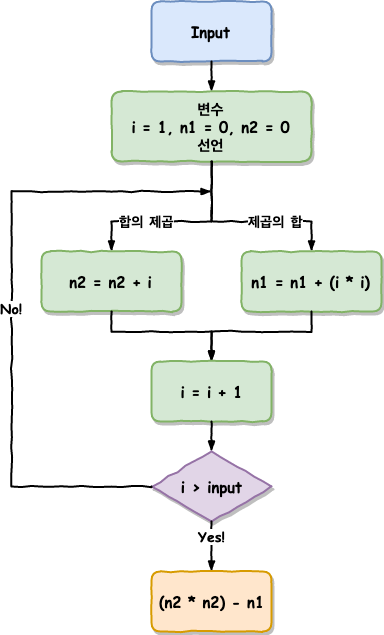 Input
변수
i = 1, n1 = 0, n2 = 0
선언
합의 제곱
제곱의 합
n2 = n2 + i
n1 = n1 + (i * i)
No!
i = i + 1
i > input
Yes!
(n2 * n2) - n1